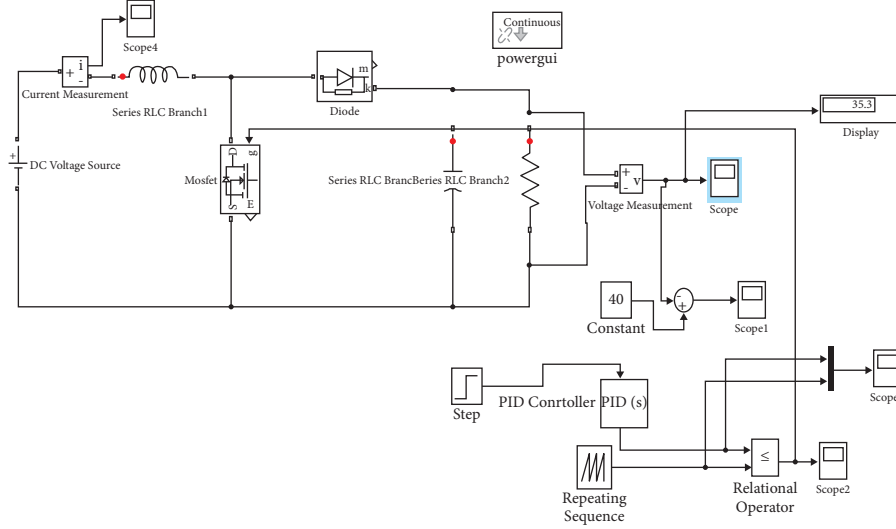 Continuous
powergui
Scope4
i
+
-
Current Measurement
Series RLC Branch1
m
k
Diode
35.3
Display
+
DC Voltage Source
D
g
Mosfet
S
E
Series RLC BrancBeries RLC Branch2
+
-
v
Voltage Measurement
Scope
40
Constant
-
+
Scope1
Step
PID Conrtoller
PID (s)
Scope
Repeating
Sequence
≤
Relational
Operator
Scope2